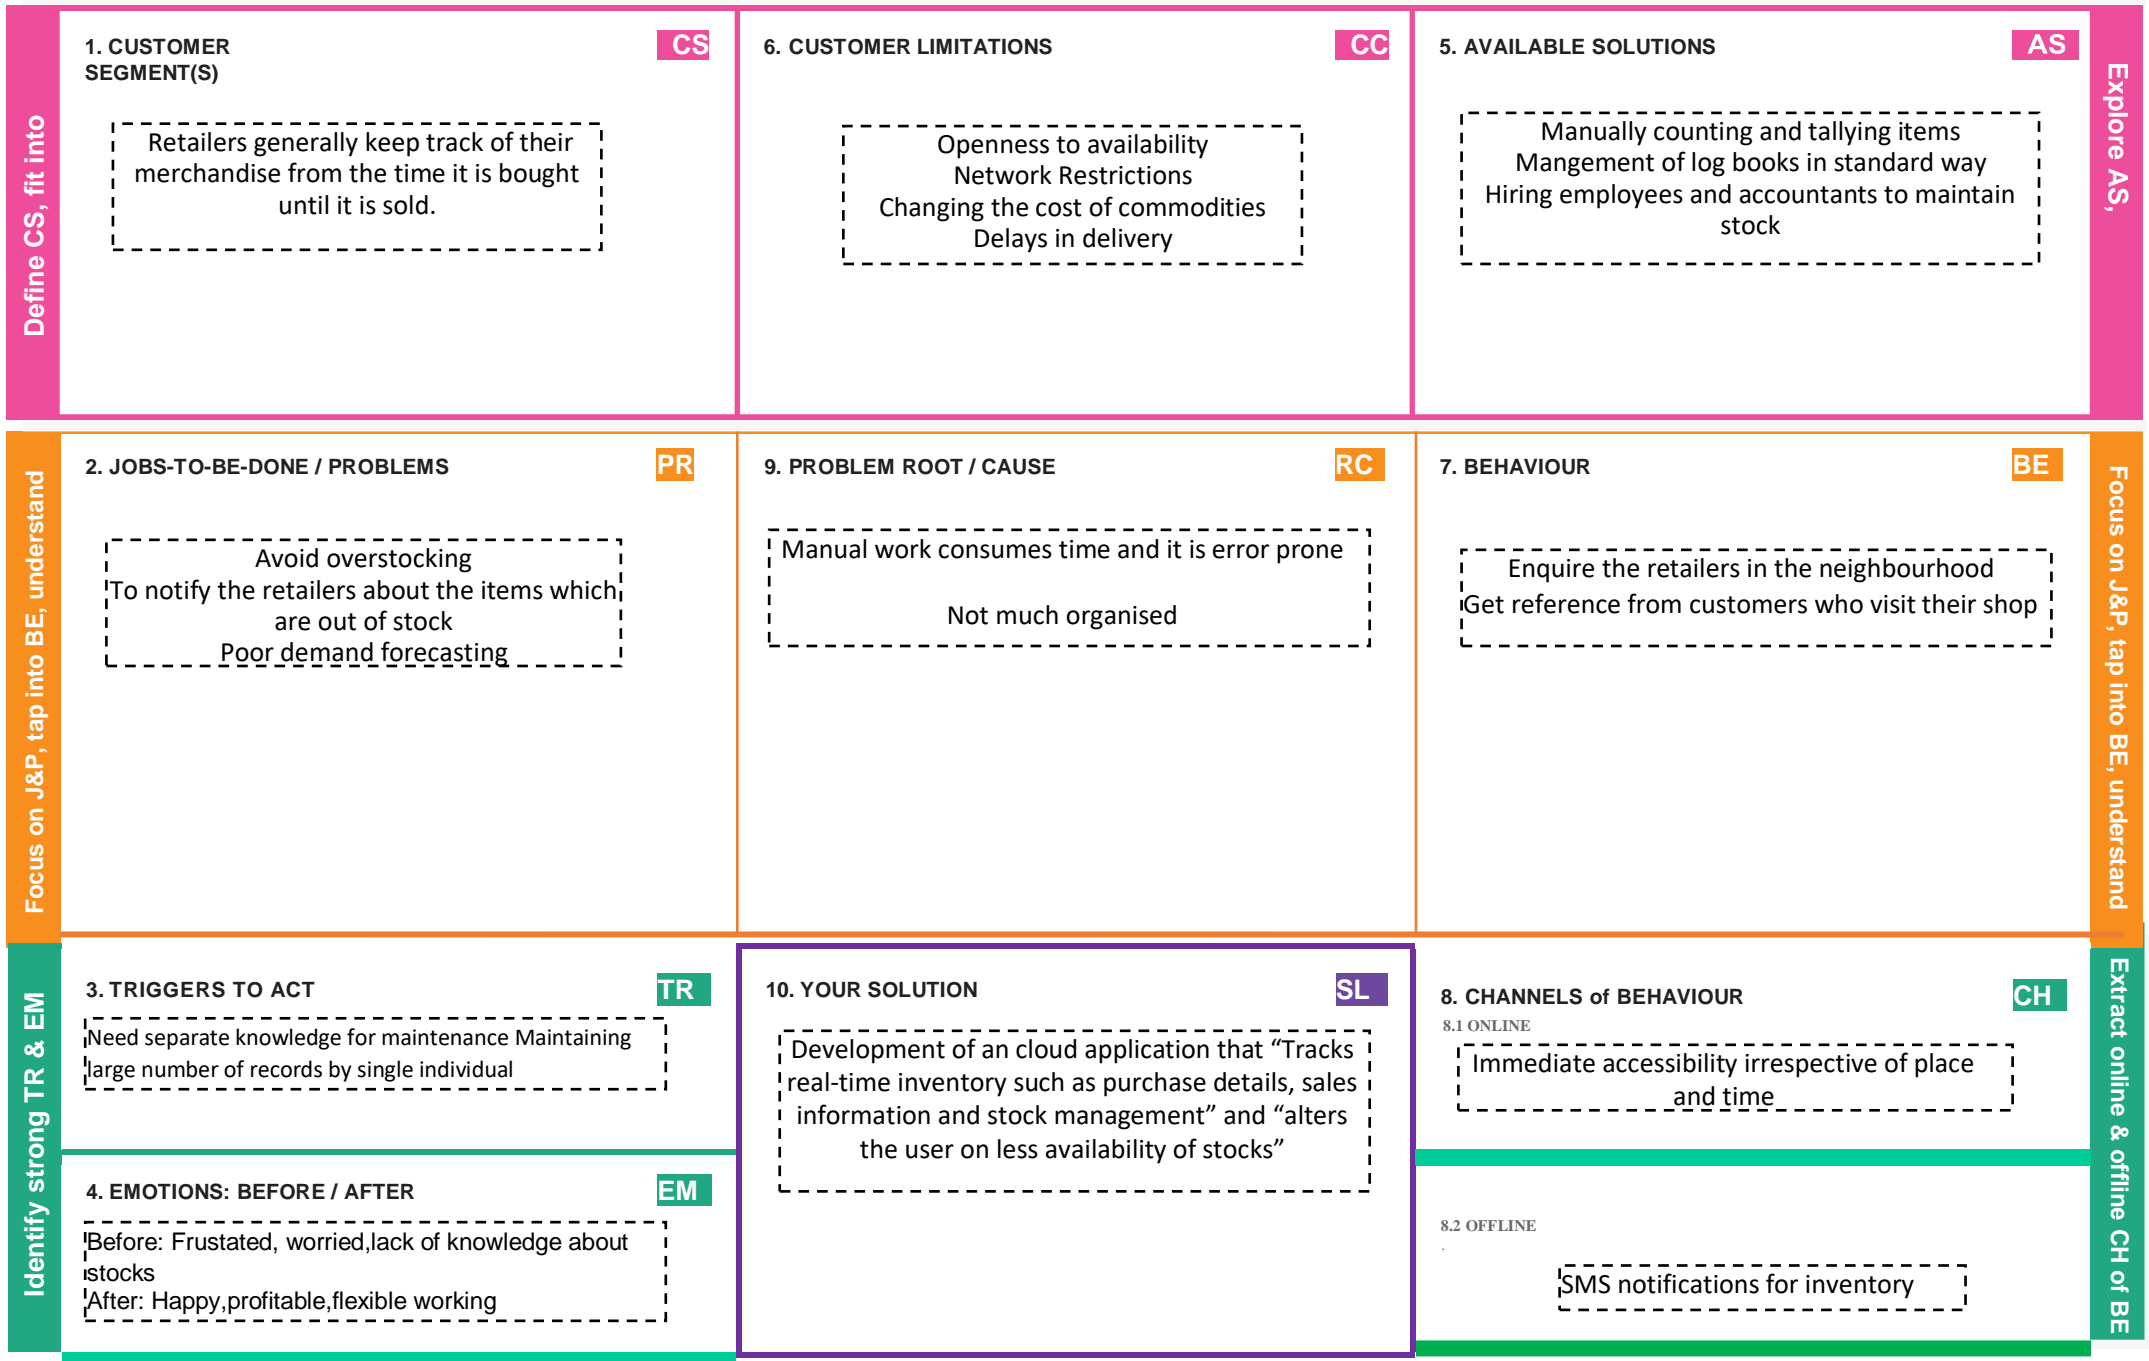 Define CS, fit into
1. CUSTOMER
SEGMENT(S)
CS
Retailers generally keep track of their
merchandise from the time it is bought
until it is sold.
6. CUSTOMER LIMITATIONS
CC
Openness to availability
Network Restrictions
Changing the cost of commodities
Delays in delivery
5. AVAILABLE SOLUTIONS
AS
Manually counting and tallying items
Mangement of log books in standard way
Hiring employees and accountants to maintain
stock
Explore AS,
Focus on J&P, tap into BE, understand
2. JOBS-TO-BE-DONE / PROBLEMS
PR
Avoid overstocking
To notify the retailers about the items which
are out of stock
Poor demand forecasting
9. PROBLEM ROOT / CAUSE
RC
Manual work consumes time and it is error prone
Not much organised
7. BEHAVIOUR
BE
Enquire the retailers in the neighbourhood
Get reference from customers who visit their shop
Focus on J&P, tap into BE, understand
Identify strong TR & EM
3. TRIGGERS TO ACT
TR
Need separate knowledge for maintenance Maintaining
large number of records by single individual
4. EMOTIONS: BEFORE / AFTER
EM
Before: Frustated, worried,lack of knowledge about
stocks
After: Happy,profitable,flexible working
10. YOUR SOLUTION
SL
Development of an cloud application that “Tracks
real-time inventory such as purchase details, sales
information and stock management” and “alters
the user on less availability of stocks”
8. CHANNELS of BEHAVIOUR
CH
8.1 ONLINE
Immediate accessibility irrespective of place
and time
8.2 OFFLINE
.
SMS notifications for inventory
Extract online & offline CH of BE